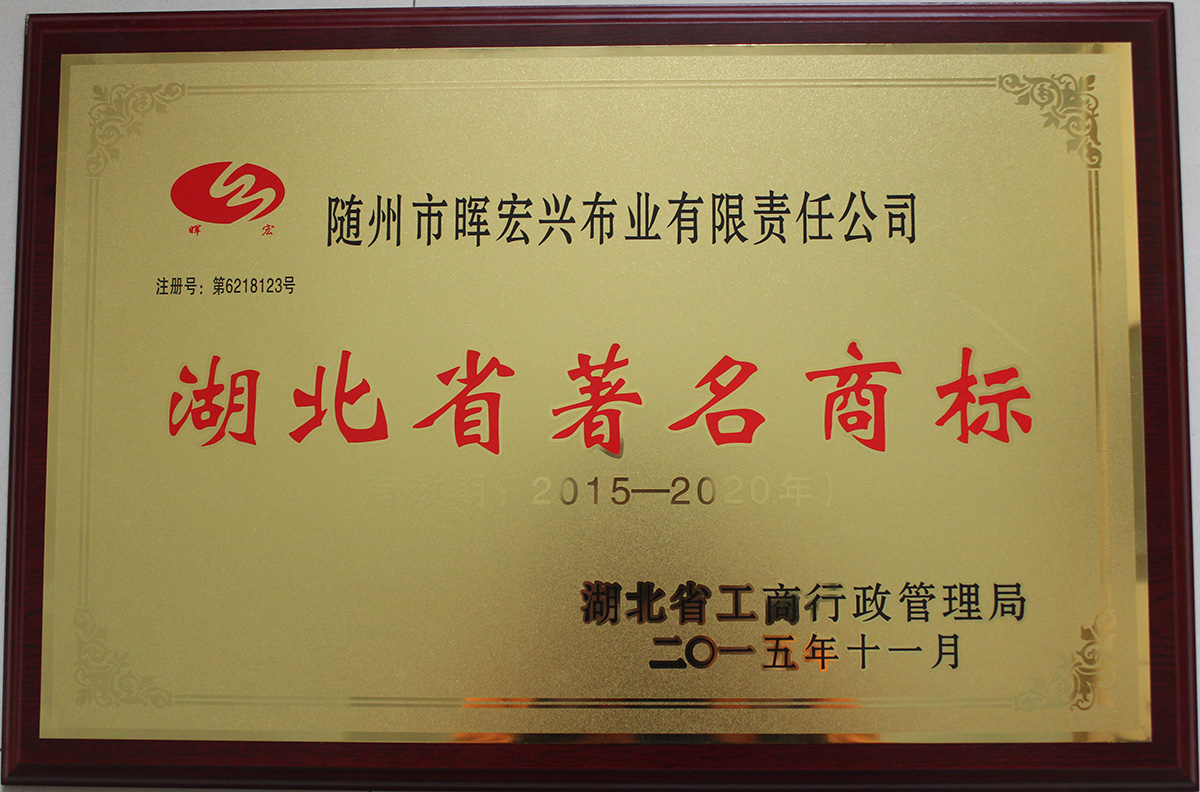 晖 宏
随州市晖宏兴布业有限责任公司
注册号：第6218123号
湖北省著名商标
期：2015—2020年）
湖北省工商行政管理局
二〇一五年十一月